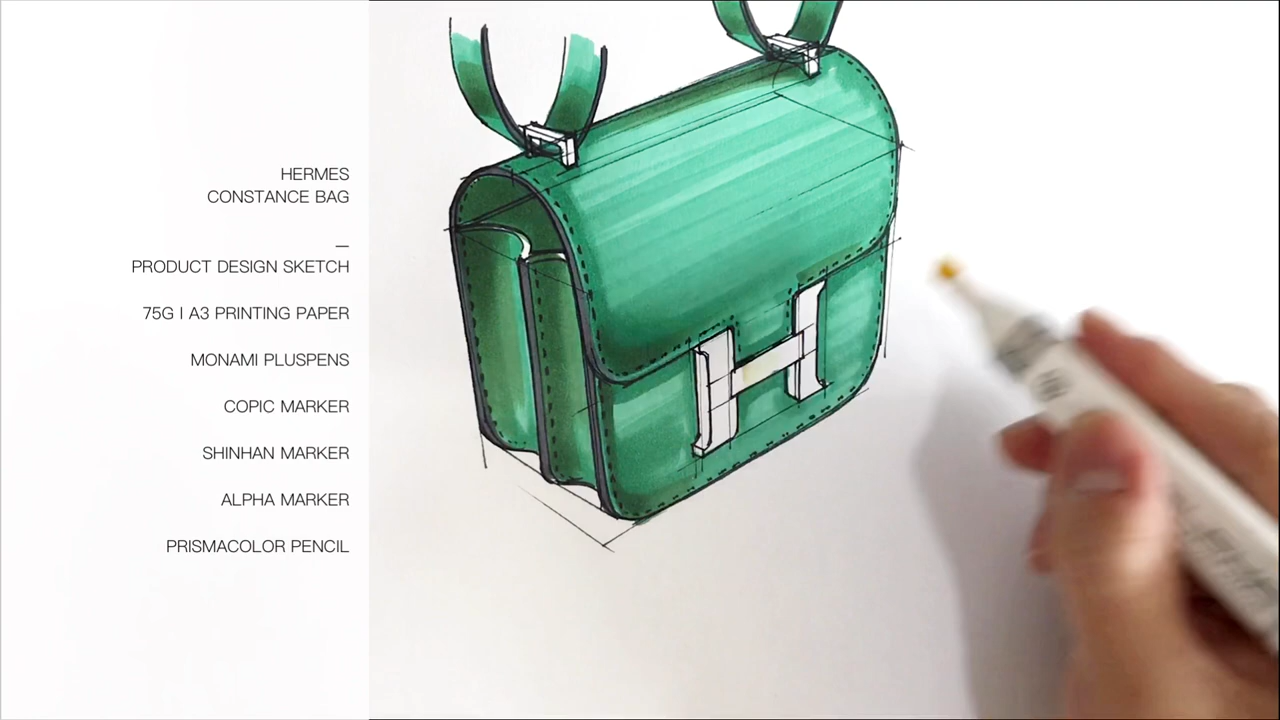 HERMES
CONSTANCE BAG
—
PRODUCT DESIGN SKETCH
75G I A3 PRINTING PAPER
MONAMI PLUSPENS
COPIC MARKER
SHINHAN MARKER
ALPHA MARKER
PRISMACOLOR PENCIL
H